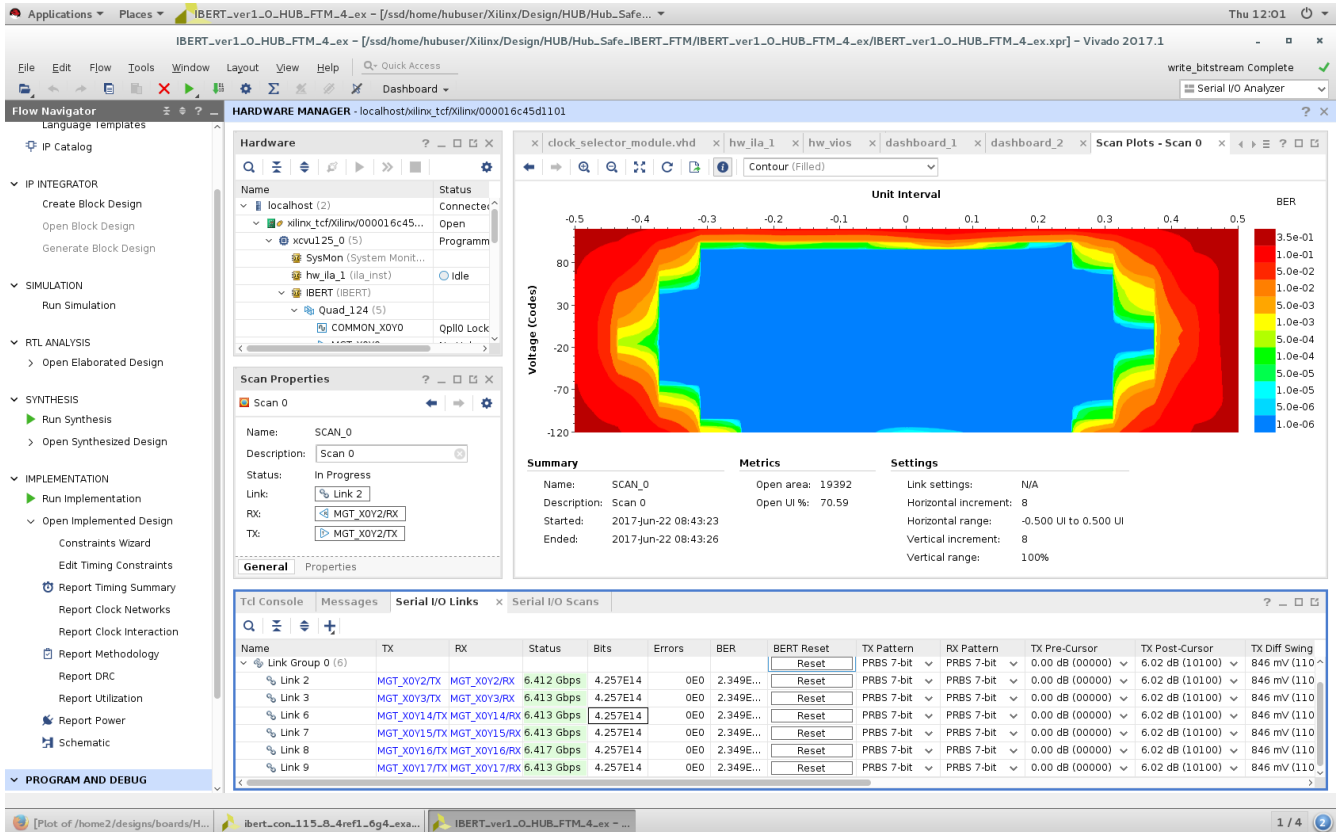 Applications Places IBERT_ver1_0_HUB_FTM_4_ex – [/ssd/home/hubuser/Xilinx/Design/HUB/Hub_Safe... Thu 12:01
IBERT_ver1_0_HUB_FTM_4_ex – [/ssd/home/hubuser/Xilinx/Design/HUB/Hub_Safe_IBERT_FTM/IBERT_ver1_0_HUB_FTM_4_ex/IBERT_ver1_0_HUB_FTM_4_ex.xpr] – Vivado 2017.1
File Edit Flow Tools Window Layout View Help Q- Quick Access write_bitstream Complete
Dashboard Serial I/O Analyzer
Flow Navigator
Language Templates
IP Catalog
IP INTEGRATOR
Create Block Design
Open Block Design
Generate Block Design
SIMULATION
Run Simulation
RTL ANALYSIS
Open Elaborated Design
SYNTHESIS
Run Synthesis
Open Synthesized Design
IMPLEMENTATION
Run Implementation
Open Implemented Design
Constraints Wizard
Edit Timing Constraints
Report Timing Summary
Report Clock Networks
Report Clock Interaction
Report Methodology
Report DRC
Report Utilization
Report Power
Schematic
PROGRAM AND DEBUG
HARDWARE MANAGER - localhost/xilinx_tcf/Xilinx/000016c45d1101
Hardware
Name Status
localhost (2) Connected
xilinx_tcf/Xilinx/000016c45... Open
xcvu125_0 (5) Programm
SysMon (System Monit...
hw_ila_1 (ila_inst) Idle
IBERT (IBERT)
Quad_124 (5)
COMMON_X0Y0 Qpll0 Lock
Scan Properties
Scan 0
Name: SCAN_0
Description: Scan 0
Status: In Progress
Link: Link 2
RX: MGT_X0Y2/RX
TX: MGT_X0Y2/TX
General Properties
clock_selector_module.vhd hw_ila_1 hw_vios dashboard_1 dashboard_2 Scan Plots - Scan 0
Contour (Filled)
Unit Interval
-0.5 -0.4 -0.3 -0.2 -0.1 0 0.1 0.2 0.3 0.4 0.5
Voltage (Codes)
80
30
-20
-70
-120
BER
3.5e-01
1.0e-01
5.0e-02
1.0e-02
5.0e-03
1.0e-03
5.0e-04
1.0e-04
5.0e-05
1.0e-05
5.0e-06
1.0e-06
Summary Metrics Settings
Name: SCAN_0 Open area: 19392 Link settings: N/A
Description: Scan 0 Open UI %: 70.59 Horizontal increment: 8
Started: 2017-Jun-22 08:43:23 Horizontal range: -0.500 UI to 0.500 UI
Ended: 2017-Jun-22 08:43:26 Vertical increment: 8
Vertical range: 100%
Tcl Console Messages Serial I/O Links Serial I/O Scans
Name TX RX Status Bits Errors BER BERT Reset TX Pattern RX Pattern TX Pre-Cursor TX Post-Cursor TX Diff Swing
Link Group 0 (6) Reset PRBS 7-bit PRBS 7-bit 0.00 dB (00000) 6.02 dB (10100) 846 mV (110
Link 2 MGT_X0Y2/TX MGT_X0Y2/RX 6.412 Gbps 4.257E14 0E0 2.349E... Reset PRBS 7-bit PRBS 7-bit 0.00 dB (00000) 6.02 dB (10100) 846 mV (110
Link 3 MGT_X0Y3/TX MGT_X0Y3/RX 6.413 Gbps 4.257E14 0E0 2.349E... Reset PRBS 7-bit PRBS 7-bit 0.00 dB (00000) 6.02 dB (10100) 846 mV (110
Link 6 MGT_X0Y14/TX MGT_X0Y14/RX 6.413 Gbps 4.257E14 0E0 2.349E... Reset PRBS 7-bit PRBS 7-bit 0.00 dB (00000) 6.02 dB (10100) 846 mV (110
Link 7 MGT_X0Y15/TX MGT_X0Y15/RX 6.413 Gbps 4.257E14 0E0 2.349E... Reset PRBS 7-bit PRBS 7-bit 0.00 dB (00000) 6.02 dB (10100) 846 mV (110
Link 8 MGT_X0Y16/TX MGT_X0Y16/RX 6.417 Gbps 4.257E14 0E0 2.349E... Reset PRBS 7-bit PRBS 7-bit 0.00 dB (00000) 6.02 dB (10100) 846 mV (110
Link 9 MGT_X0Y17/TX MGT_X0Y17/RX 6.413 Gbps 4.257E14 0E0 2.349E... Reset PRBS 7-bit PRBS 7-bit 0.00 dB (00000) 6.02 dB (10100) 846 mV (110
[Plot of /home2/designs/boards/H... ibert_con_115_8_4ref1_6g4_exa... IBERT_ver1_0_HUB_FTM_4_ex – ... 1 / 4 2